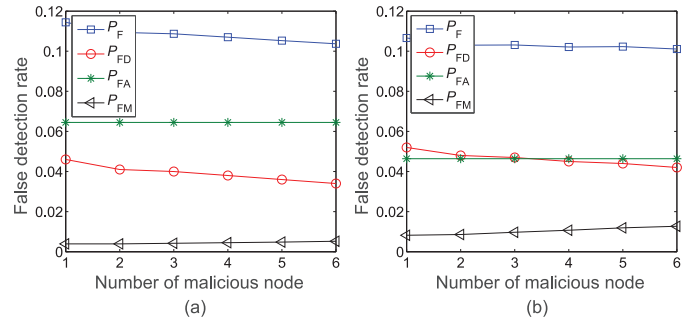 0.12
0.1
0.08
0.06
0.04
0.02
0
False detection rate
P_F
P_FD
P_FA
P_FM
1 2 3 4 5 6
Number of malicious node
(a)
0.12
0.1
0.08
0.06
0.04
0.02
0
False detection rate
P_F
P_FD
P_FA
P_FM
1 2 3 4 5 6
Number of malicious node
(b)